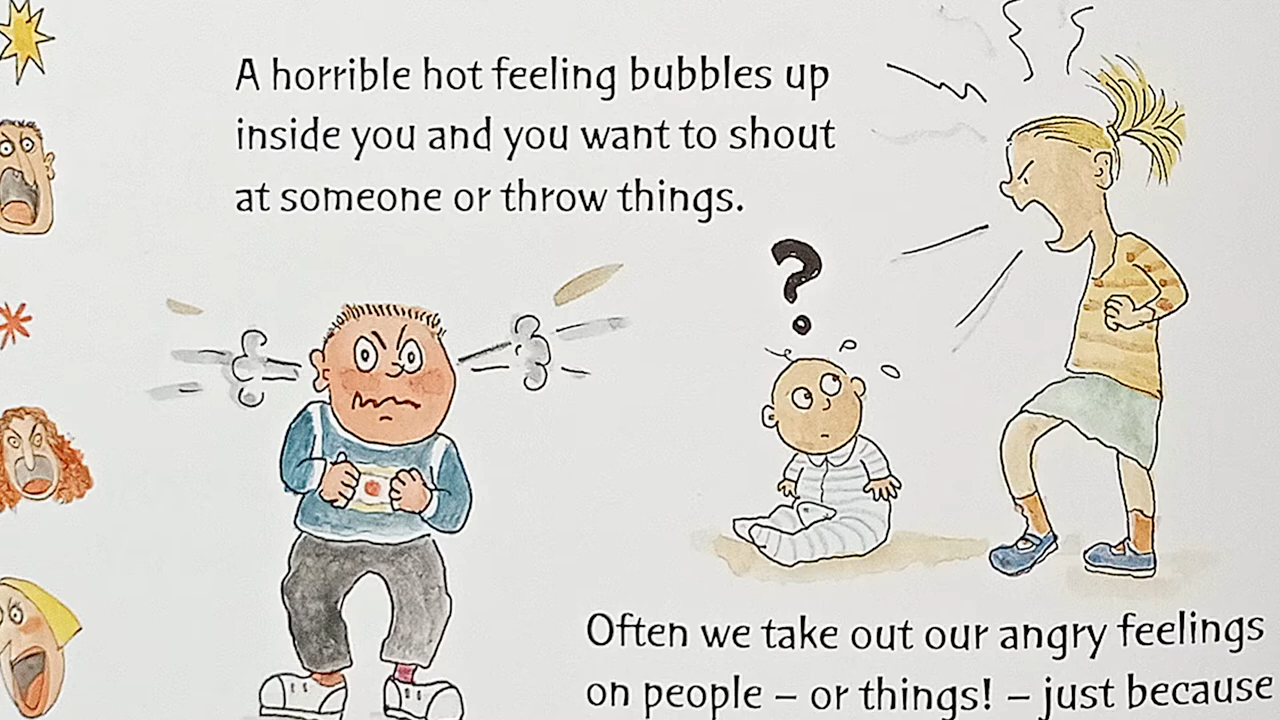 A horrible hot feeling bubbles up
inside you and you want to shout
at someone or throw things.
?
Often we take out our angry feelings
on people – or things! – just because